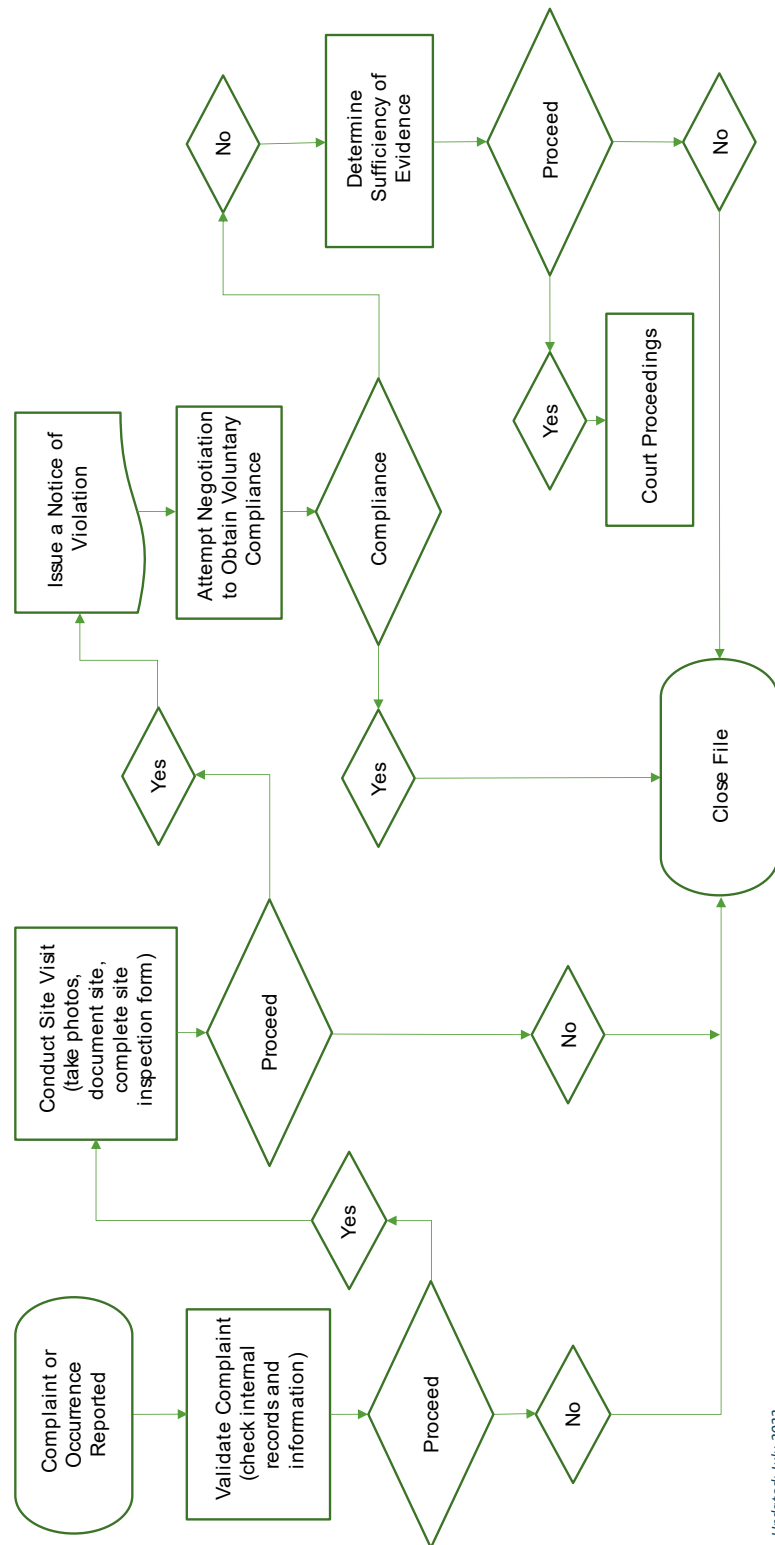 Complaint or
Occurrence
Reported
Validate Complaint
(check internal
records and
information)
Proceed
No
Yes
Conduct Site Visit
(take photos,
document site,
complete site
inspection form)
Proceed
No
Yes
Issue a Notice of
Violation
Attempt Negotiation
to Obtain Voluntary
Compliance
Compliance
Yes
No
Determine
Sufficiency of
Evidence
Proceed
Yes
Court Proceedings
No
Close File